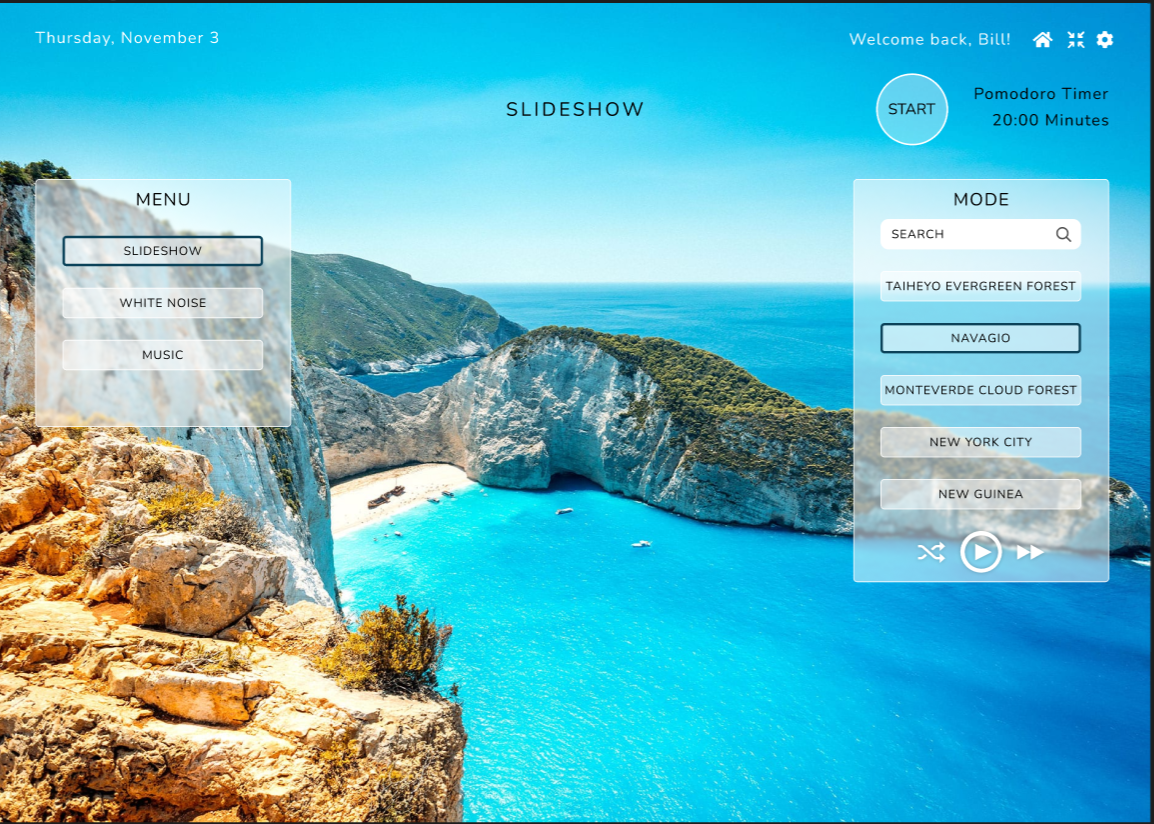 Thursday, November 3
Welcome back, Bill!
SLIDESHOW
START
Pomodoro Timer
20:00 Minutes
MENU
SLIDESHOW
WHITE NOISE
MUSIC
MODE
SEARCH
TAIHEYO EVERGREEN FOREST
NAVAGIO
MONTEVERDE CLOUD FOREST
NEW YORK CITY
NEW GUINEA